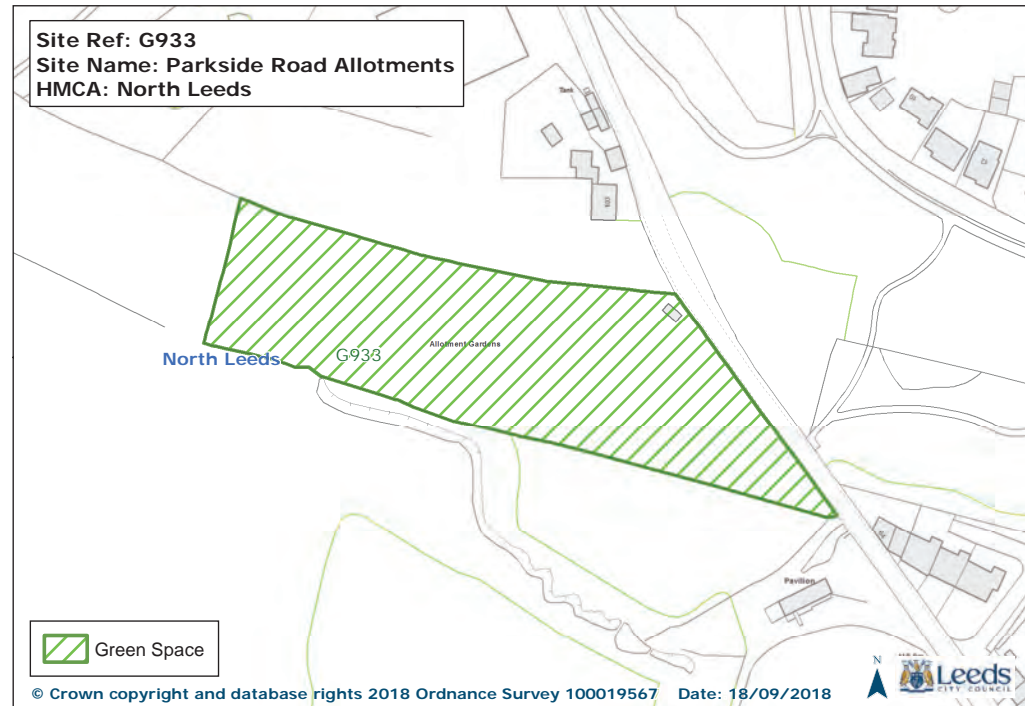 Site Ref: G933
Site Name: Parkside Road Allotments
HMCA: North Leeds
Tank
Allotment Gardens
North Leeds
G933
Pavilion
Green Space
N
Leeds
CITY COUNCIL
© Crown copyright and database rights 2018 Ordnance Survey 100019567 Date: 18/09/2018